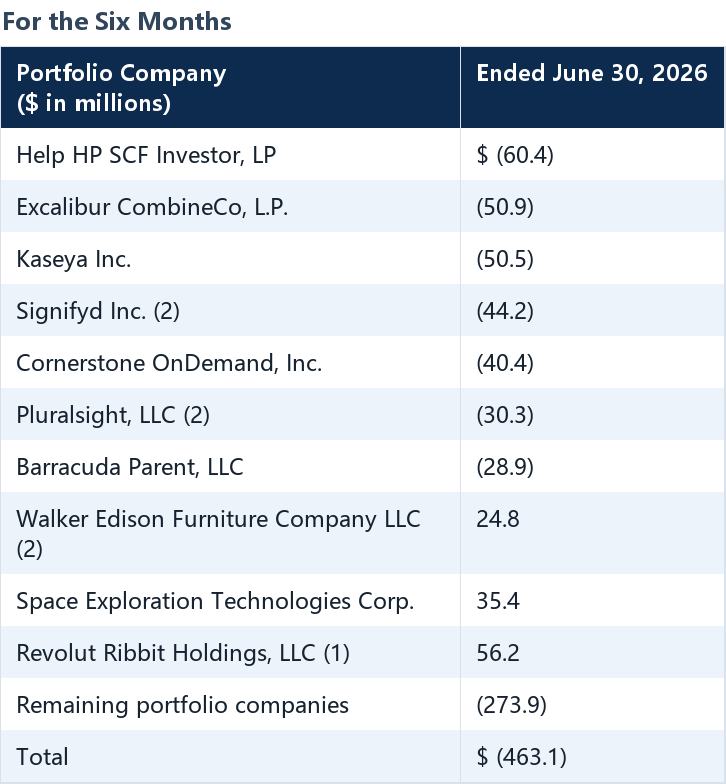 For the Six Months
Portfolio Company Ended June 30, 2026
($ in millions)
Help HP SCF Investor, LP $ (60.4)
Excalibur CombineCo, L.P. (50.9)
Kaseya Inc. (50.5)
Signifyd Inc. (2) (44.2)
Cornerstone OnDemand, Inc. (40.4)
Pluralsight, LLC (2) (30.3)
Barracuda Parent, LLC (28.9)
Walker Edison Furniture Company LLC 24.8
(2)
Space Exploration Technologies Corp. 35.4
Revolut Ribbit Holdings, LLC (1) 56.2
Remaining portfolio companies (273.9)
Total $ (463.1)